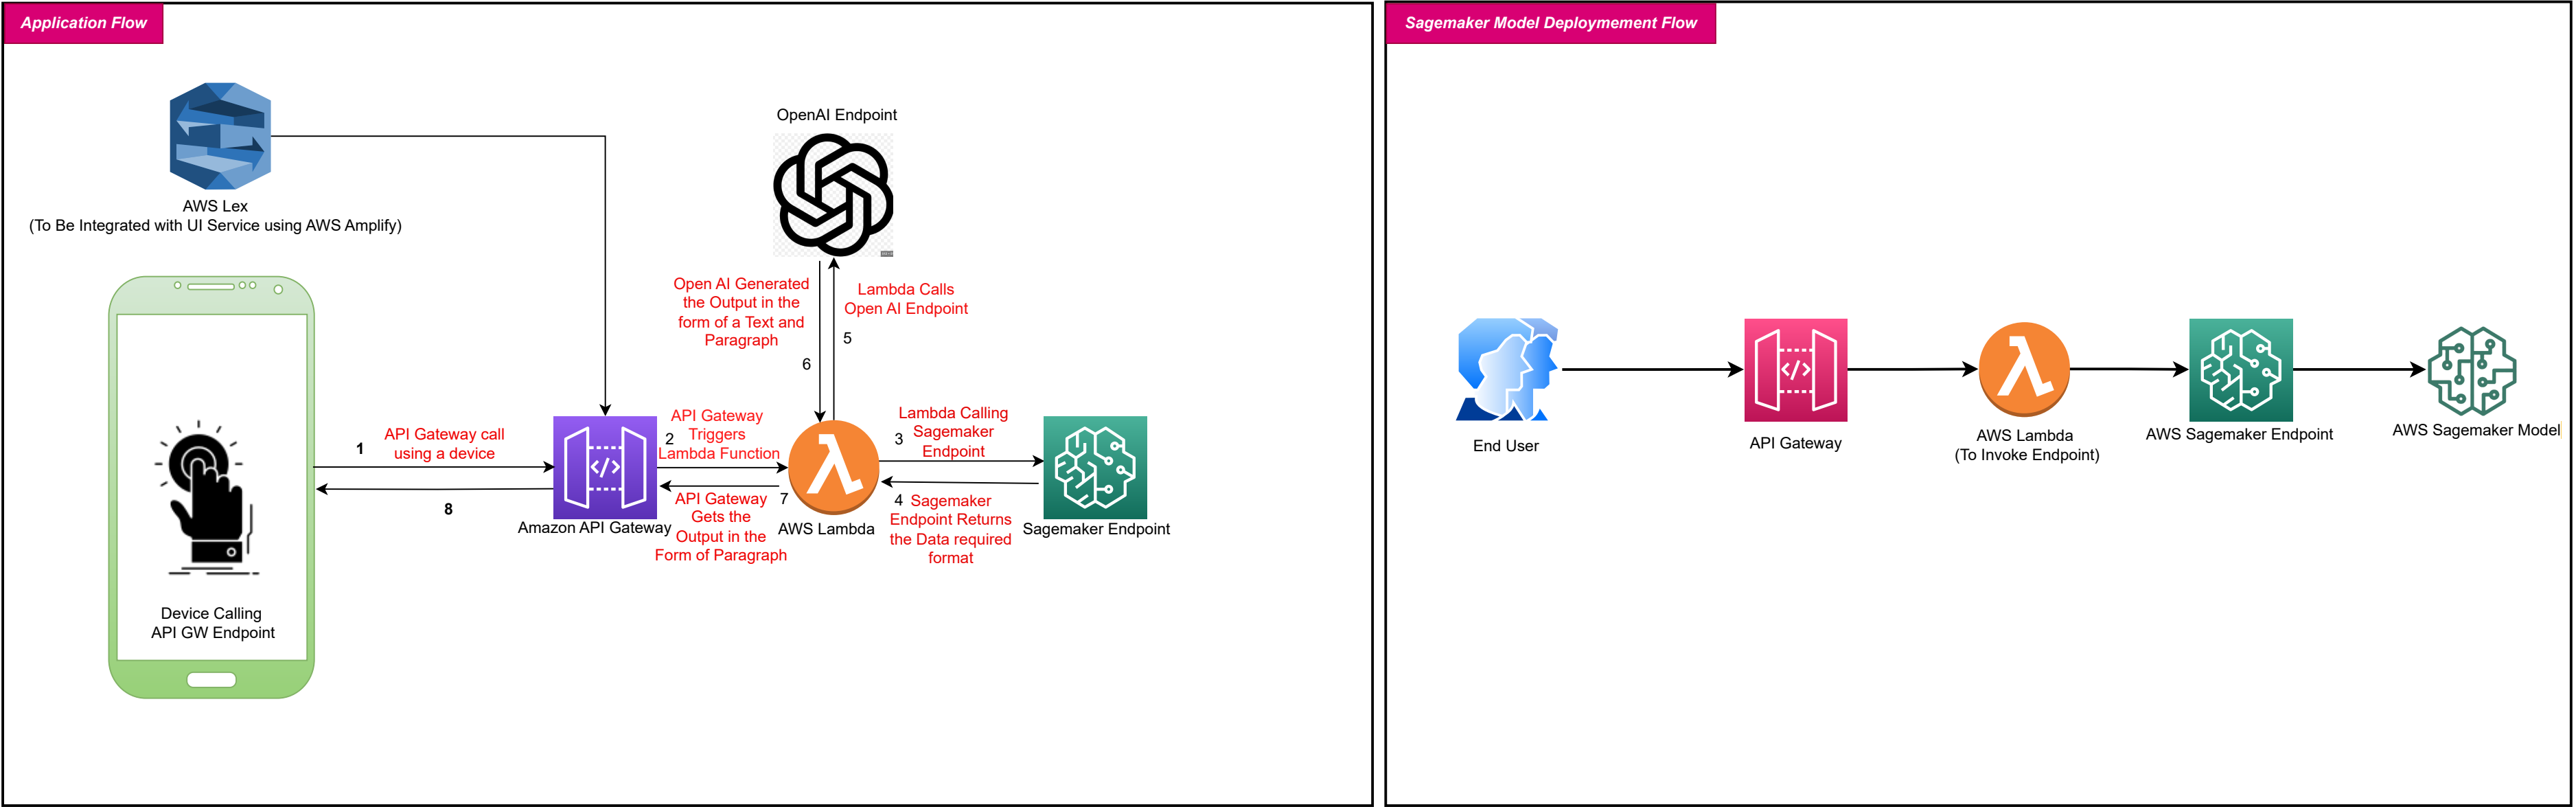 Application Flow
AWS Lex
(To Be Integrated with UI Service using AWS Amplify)
OpenAI Endpoint
Open AI Generated
the Output in the
form of a Text and
Paragraph
Lambda Calls
Open AI Endpoint
5
6
1
API Gateway call
using a device
8
Device Calling
API GW Endpoint
</>
Amazon API Gateway
2
API Gateway
Triggers
Lambda Function
7
API Gateway
Gets the
Output in the
Form of Paragraph
λ
AWS Lambda
3
Lambda Calling
Sagemaker
Endpoint
4
Sagemaker
Endpoint Returns
the Data required
format
Sagemaker Endpoint
Sagemaker Model Deploymement Flow
End User
</>
API Gateway
λ
AWS Lambda
(To Invoke Endpoint)
AWS Sagemaker Endpoint
AWS Sagemaker Model